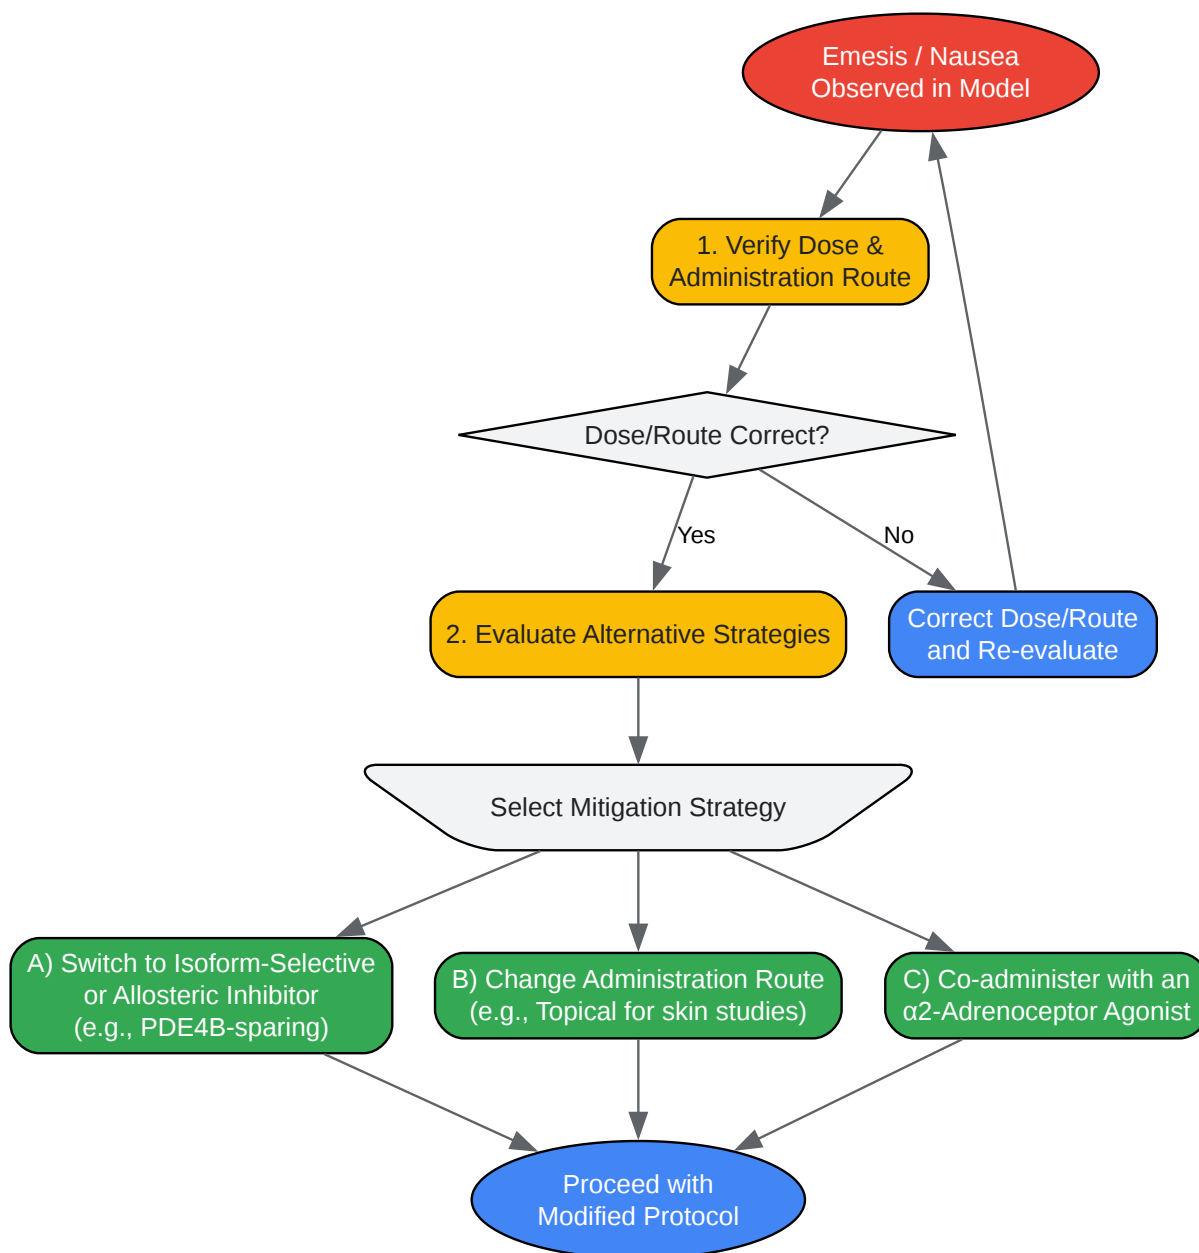 Emesis / Nausea
Observed in Model
1. Verify Dose &
Administration Route
Dose/Route Correct?
Yes
No
2. Evaluate Alternative Strategies
Correct Dose/Route
and Re-evaluate
Select Mitigation Strategy
A) Switch to Isoform-Selective
or Allosteric Inhibitor
(e.g., PDE4B-sparing)
B) Change Administration Route
(e.g., Topical for skin studies)
C) Co-administer with an
α2-Adrenoceptor Agonist
Proceed with
Modified Protocol